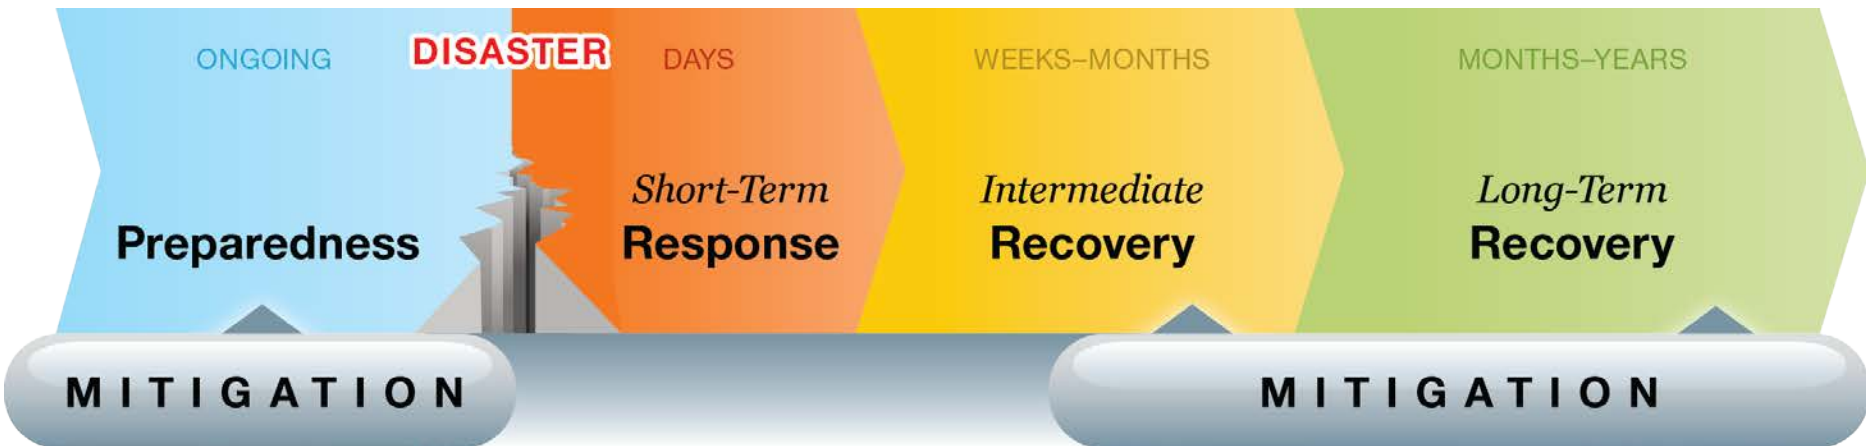 ONGOING
DISASTER
DAYS
WEEKS–MONTHS
MONTHS–YEARS
Preparedness
Short-Term
Response
Intermediate
Recovery
Long-Term
Recovery
MITIGATION
MITIGATION